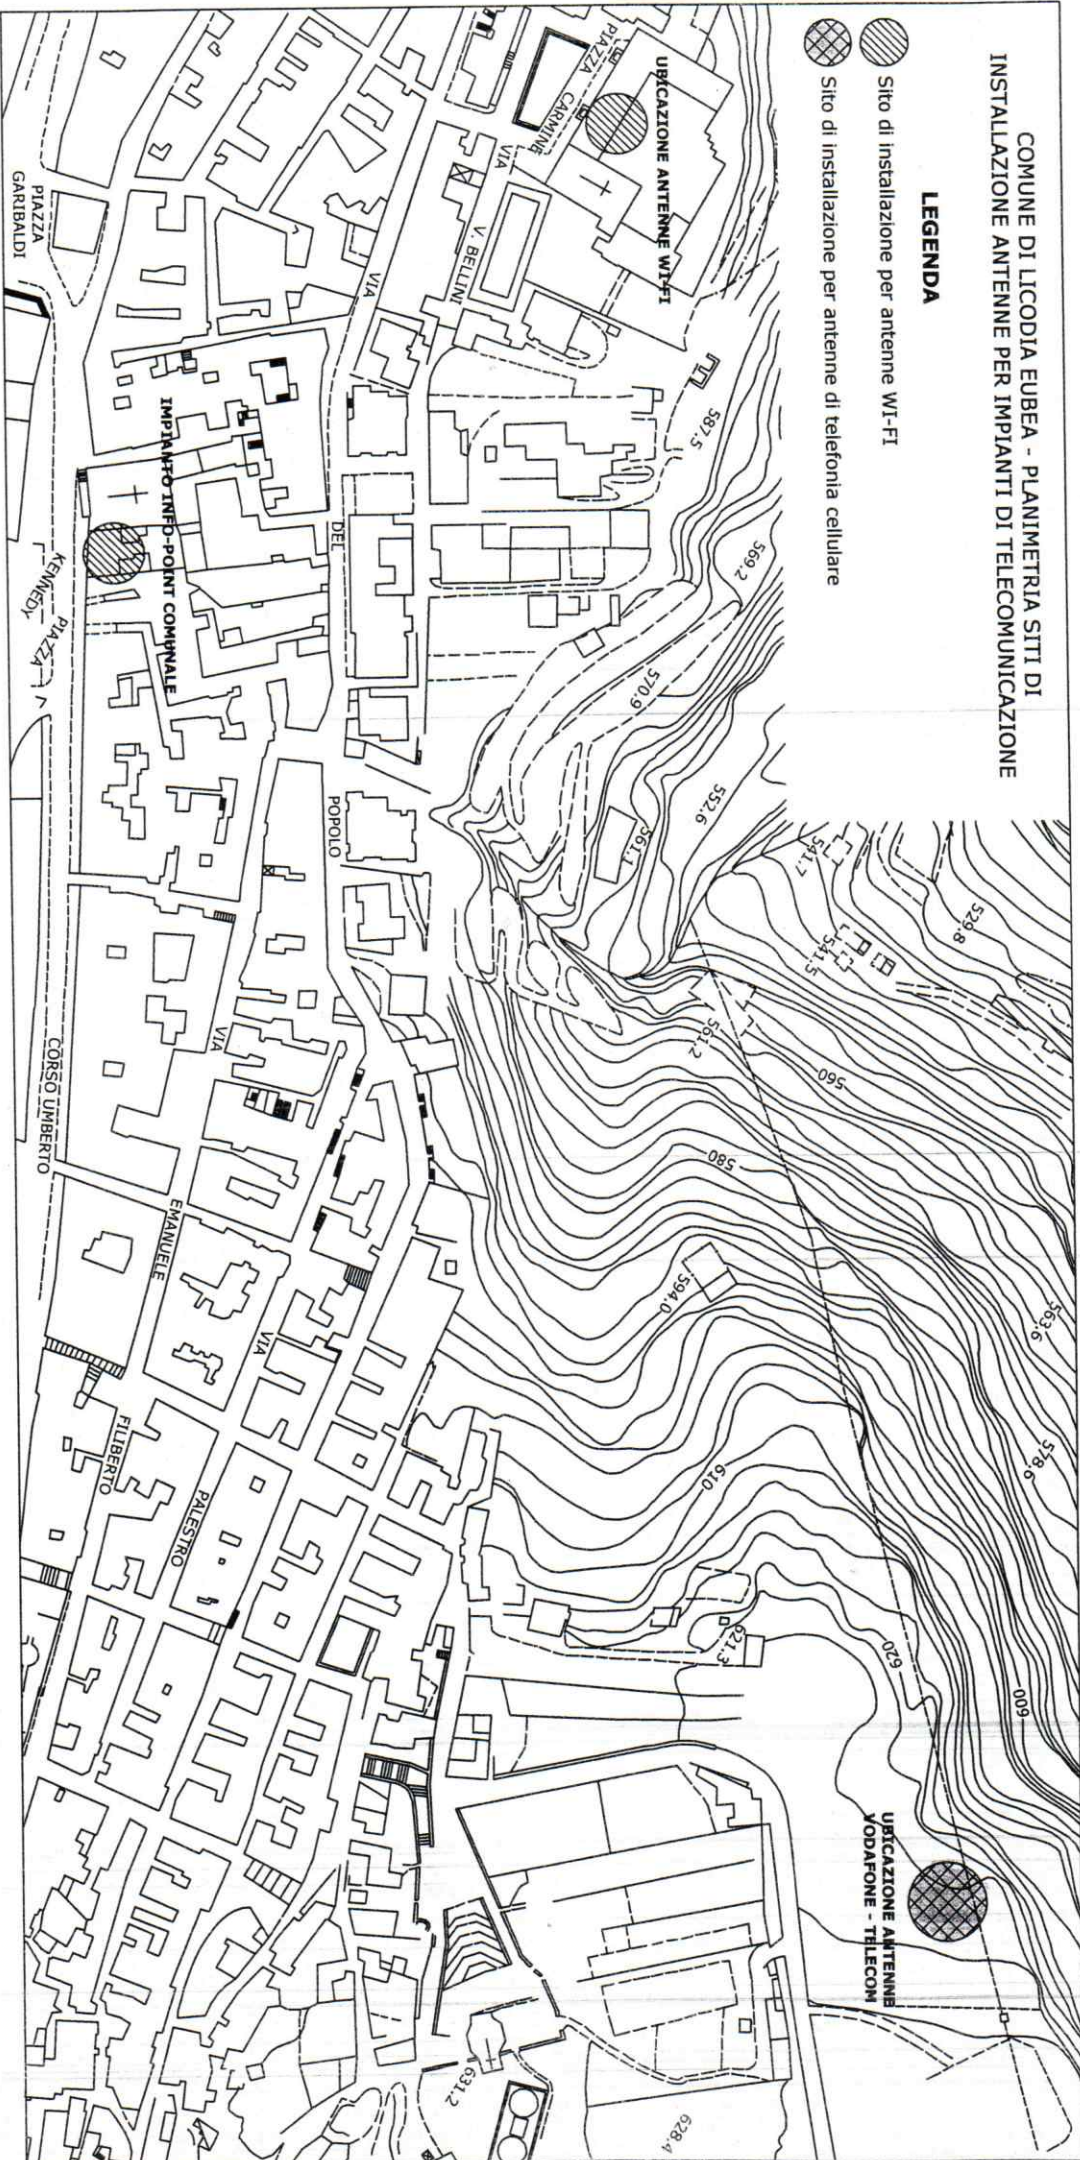 COMUNE DI LICODIA EUBEA - PLANIMETRIA SITI DI
INSTALLAZIONE ANTENNE PER IMPIANTI DI TELECOMUNICAZIONE
LEGENDA
Sito di installazione per antenne WI-FI
Sito di installazione per antenne di telefonia cellulare
529.8
541.7
541.5
563.6
578.6
600
569.2
552.6
560
587.5
561.2
580
570.9
561.1
594.0
610
620
621.3
UBICAZIONE ANTENNE
VODAFONE - TELECOM
UBICAZIONE ANTENNE WI-FI
PIAZZA
CARMINE
VIA
V. BELLINI
628.4
631.2
VIA
DEL
POPOLO
VIA
EMANUELE
FILIBERTO
VIA
PALESTRO
IMPIANTO INFO-POINT COMUNALE
PIAZZA
GARIBALDI
KENNEDY
PIAZZA
CORSO UMBERTO